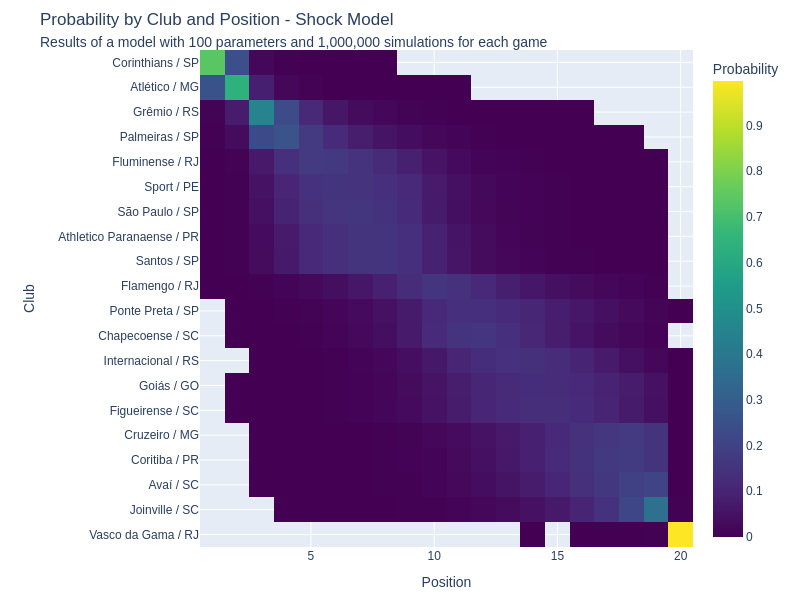 Probability by Club and Position - Shock Model
Results of a model with 100 parameters and 1,000,000 simulations for each game
Probability
Club
Corinthians / SP
Atlético / MG
Grêmio / RS
Palmeiras / SP
Fluminense / RJ
Sport / PE
São Paulo / SP
Athletico Paranaense / PR
Santos / SP
Flamengo / RJ
Ponte Preta / SP
Chapecoense / SC
Internacional / RS
Goiás / GO
Figueirense / SC
Cruzeiro / MG
Coritiba / PR
Avaí / SC
Joinville / SC
Vasco da Gama / RJ
0.9
0.8
0.7
0.6
0.5
0.4
0.3
0.2
0.1
0
5 10 15 20
Position